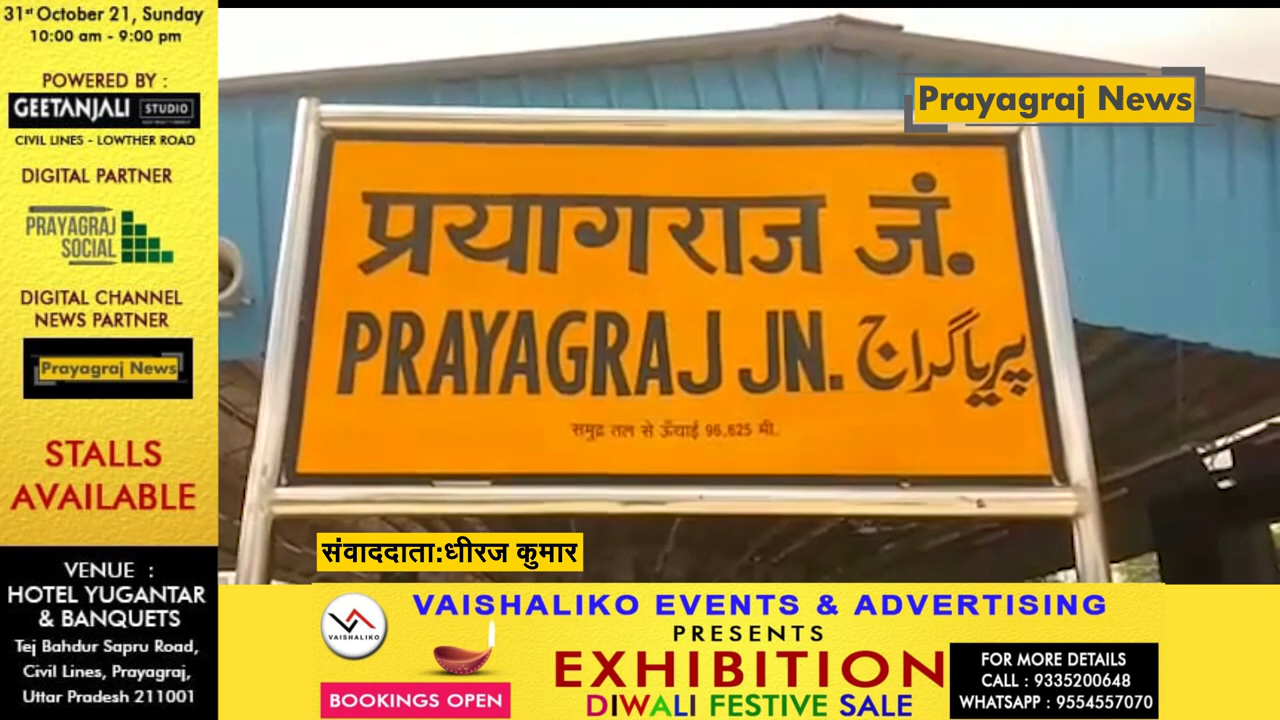 31st October 21, Sunday
10:00 am - 9:00 pm
POWERED BY :
GEETANJALI STUDIO
CIVIL LINES - LOWTHER ROAD
DIGITAL PARTNER
PRAYAGRAJ
SOCIAL
DIGITAL CHANNEL
NEWS PARTNER
Prayagraj News
STALLS
AVAILABLE
VENUE :
HOTEL YUGANTAR
& BANQUETS
Tej Bahdur Sapru Road,
Civil Lines, Prayagraj,
Uttar Pradesh 211001
Prayagraj News
प्रयागराज जं.
PRAYAGRAJ JN. پریاگراج
समुद्र तल से ऊँचाई 96.625 मी.
संवाददाता:धीरज कुमार
VAISHALIKO
VAISHALIKO EVENTS & ADVERTISING
PRESENTS
EXHIBITION
DIWALI FESTIVE SALE
BOOKINGS OPEN
FOR MORE DETAILS
CALL : 9335200648
WHATSAPP : 9554557070